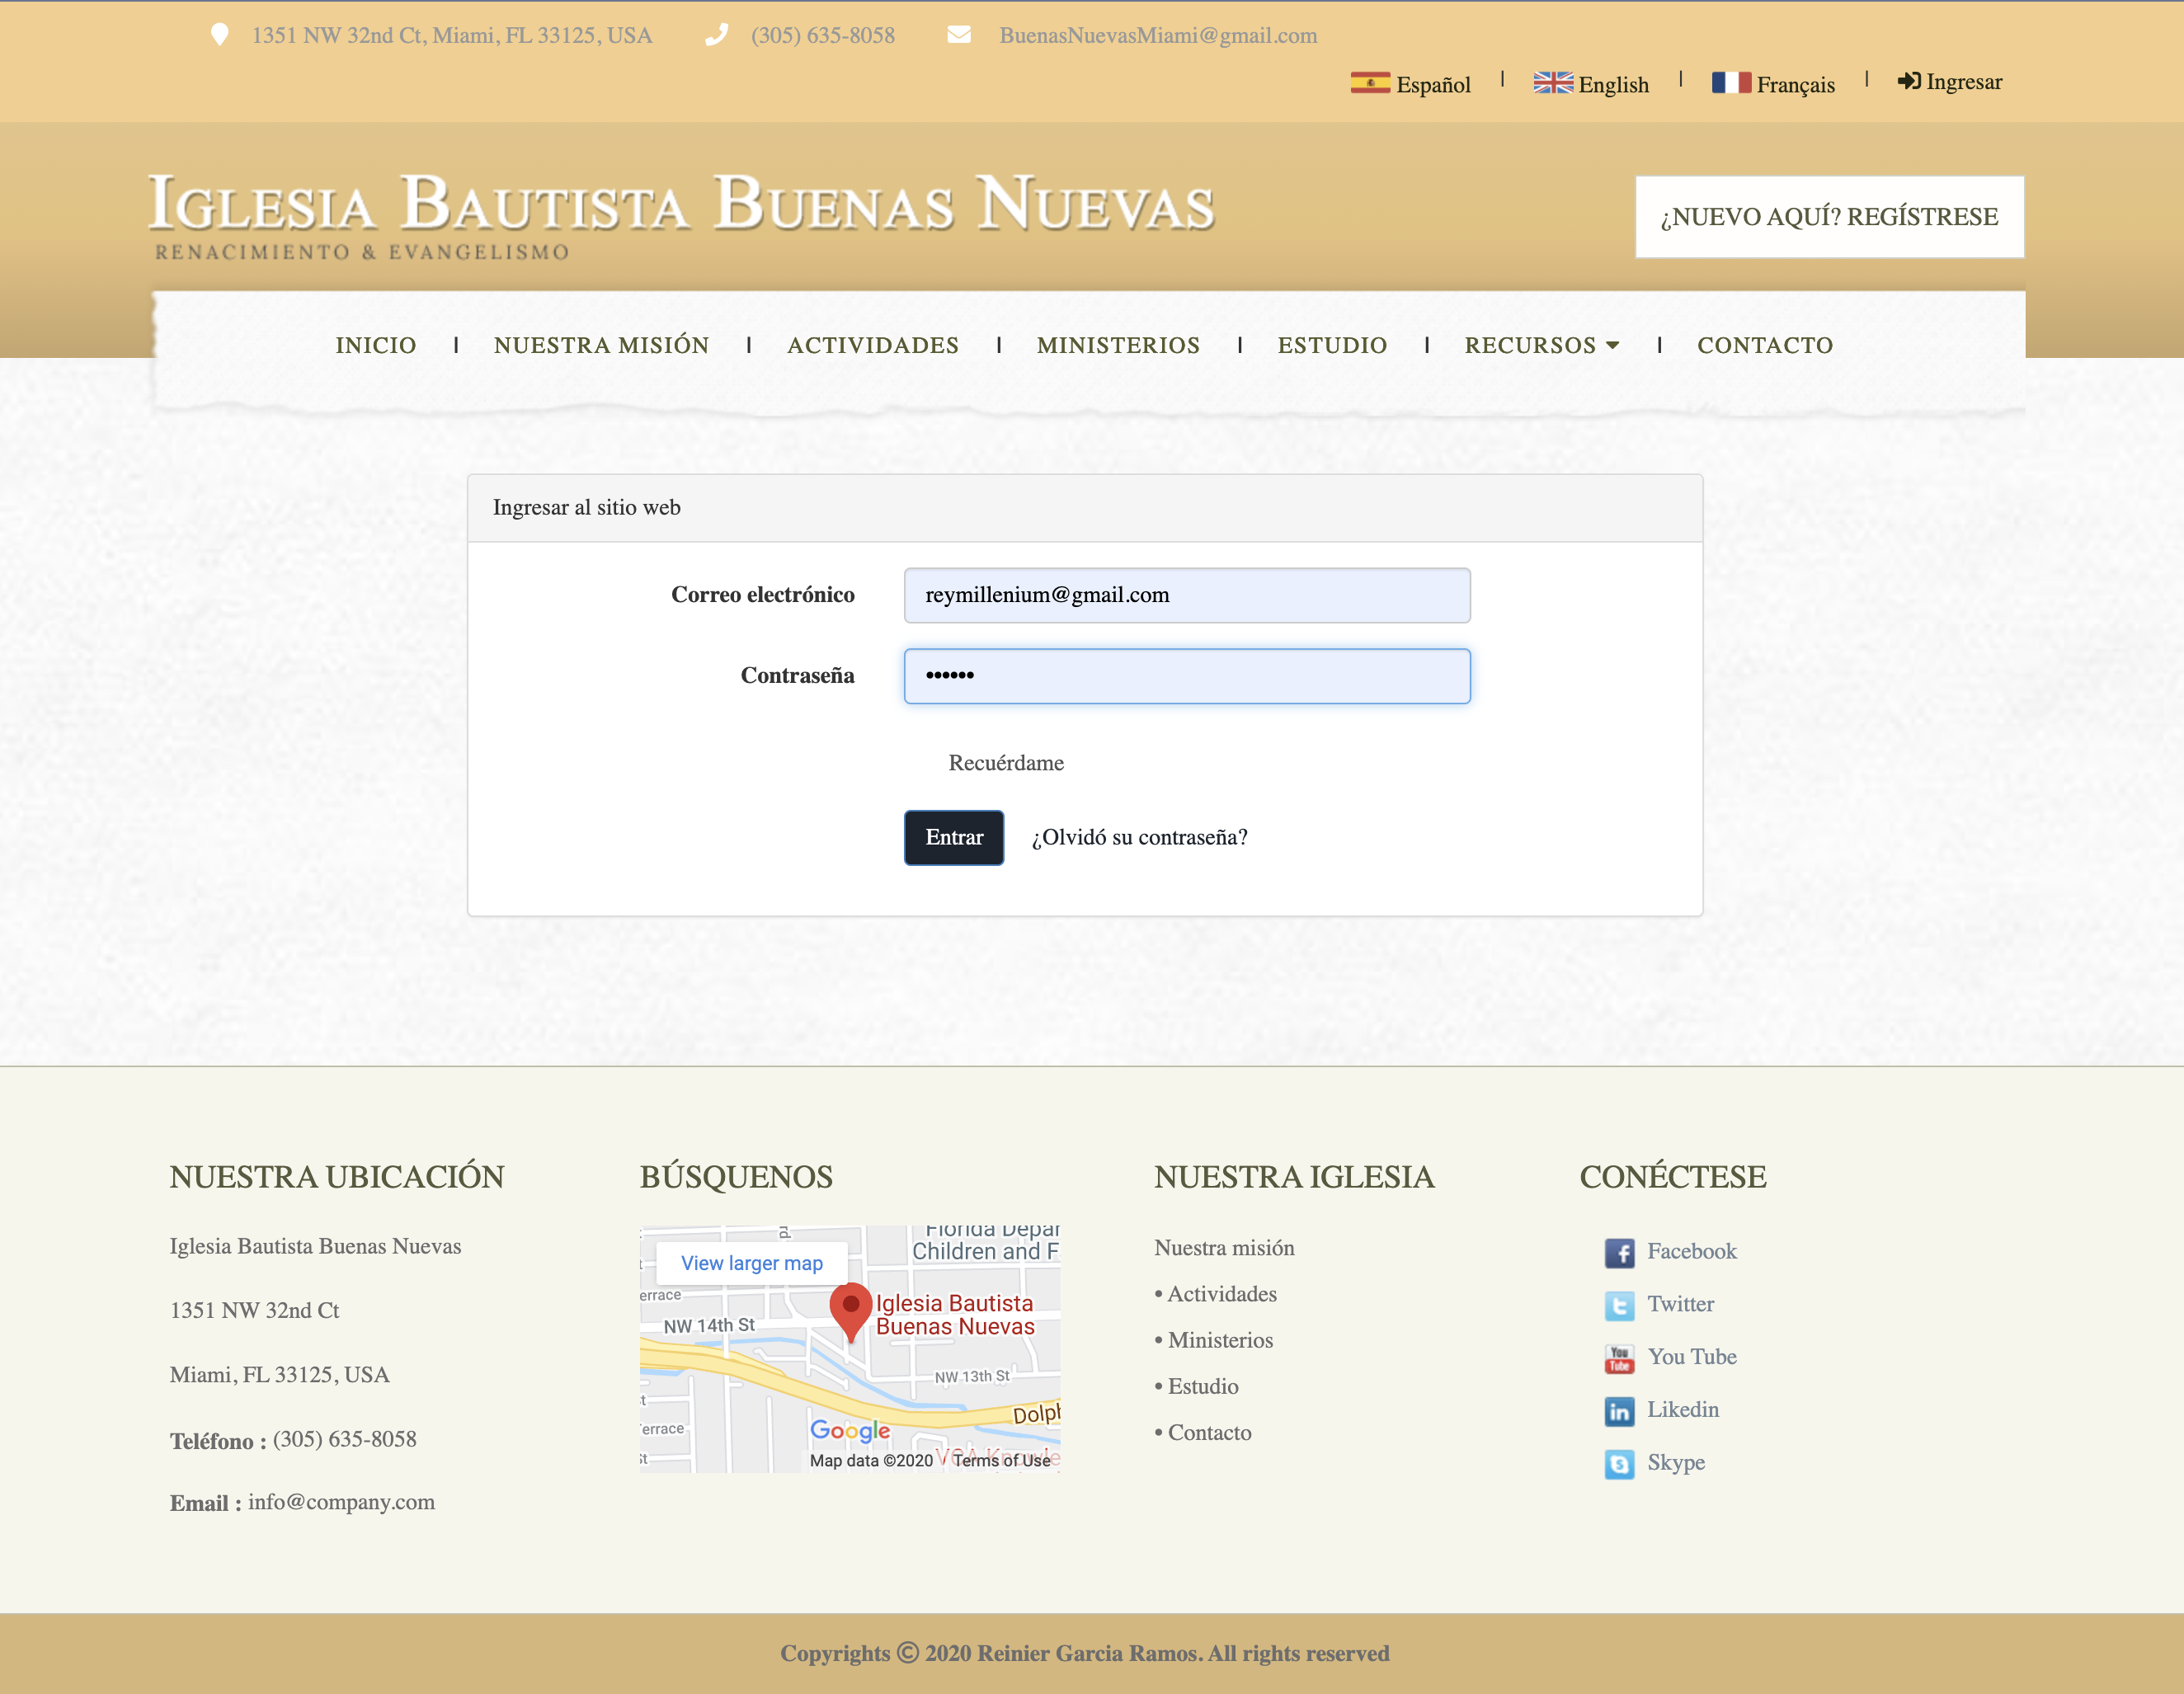 1351 NW 32nd Ct, Miami, FL 33125, USA (305) 635-8058 BuenasNuevasMiami@gmail.com
Español | English | Français | Ingresar
IGLESIA BAUTISTA BUENAS NUEVAS
RENACIMIENTO & EVANGELISMO
¿NUEVO AQUÍ? REGÍSTRESE
INICIO | NUESTRA MISIÓN | ACTIVIDADES | MINISTERIOS | ESTUDIO | RECURSOS | CONTACTO
Ingresar al sitio web
Correo electrónico reymillenium@gmail.com
Contraseña ••••••
Recuérdame
Entrar ¿Olvidó su contraseña?
NUESTRA UBICACIÓN
Iglesia Bautista Buenas Nuevas
1351 NW 32nd Ct
Miami, FL 33125, USA
Teléfono : (305) 635-8058
Email : info@company.com
BÚSQUENOS
Florida Depar
Children and F
View larger map
errace
Iglesia Bautista
Buenas Nuevas
NW 14th St
NW 13th St
Dolph
errace
Google
Map data ©2020 Terms of Use
NUESTRA IGLESIA
Nuestra misión
• Actividades
• Ministerios
• Estudio
• Contacto
CONÉCTESE
Facebook
Twitter
You Tube
You Tube
Likedin
Skype
Copyrights © 2020 Reinier Garcia Ramos. All rights reserved